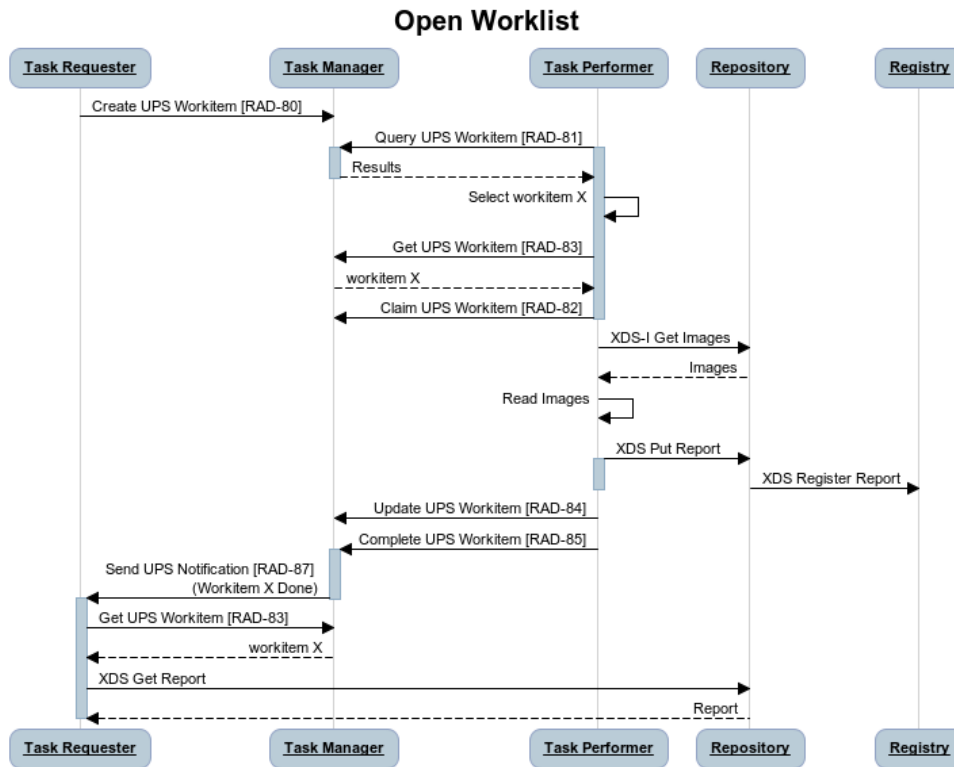 Open Worklist
Task Requester
Task Manager
Task Performer
Repository
Registry
Create UPS Workitem [RAD-80]
Query UPS Workitem [RAD-81]
Results
Select workitem X
Get UPS Workitem [RAD-83]
workitem X
Claim UPS Workitem [RAD-82]
XDS-I Get Images
Images
Read Images
XDS Put Report
XDS Register Report
Update UPS Workitem [RAD-84]
Complete UPS Workitem [RAD-85]
Send UPS Notification [RAD-87]
(Workitem X Done)
Get UPS Workitem [RAD-83]
workitem X
XDS Get Report
Report
Task Requester
Task Manager
Task Performer
Repository
Registry